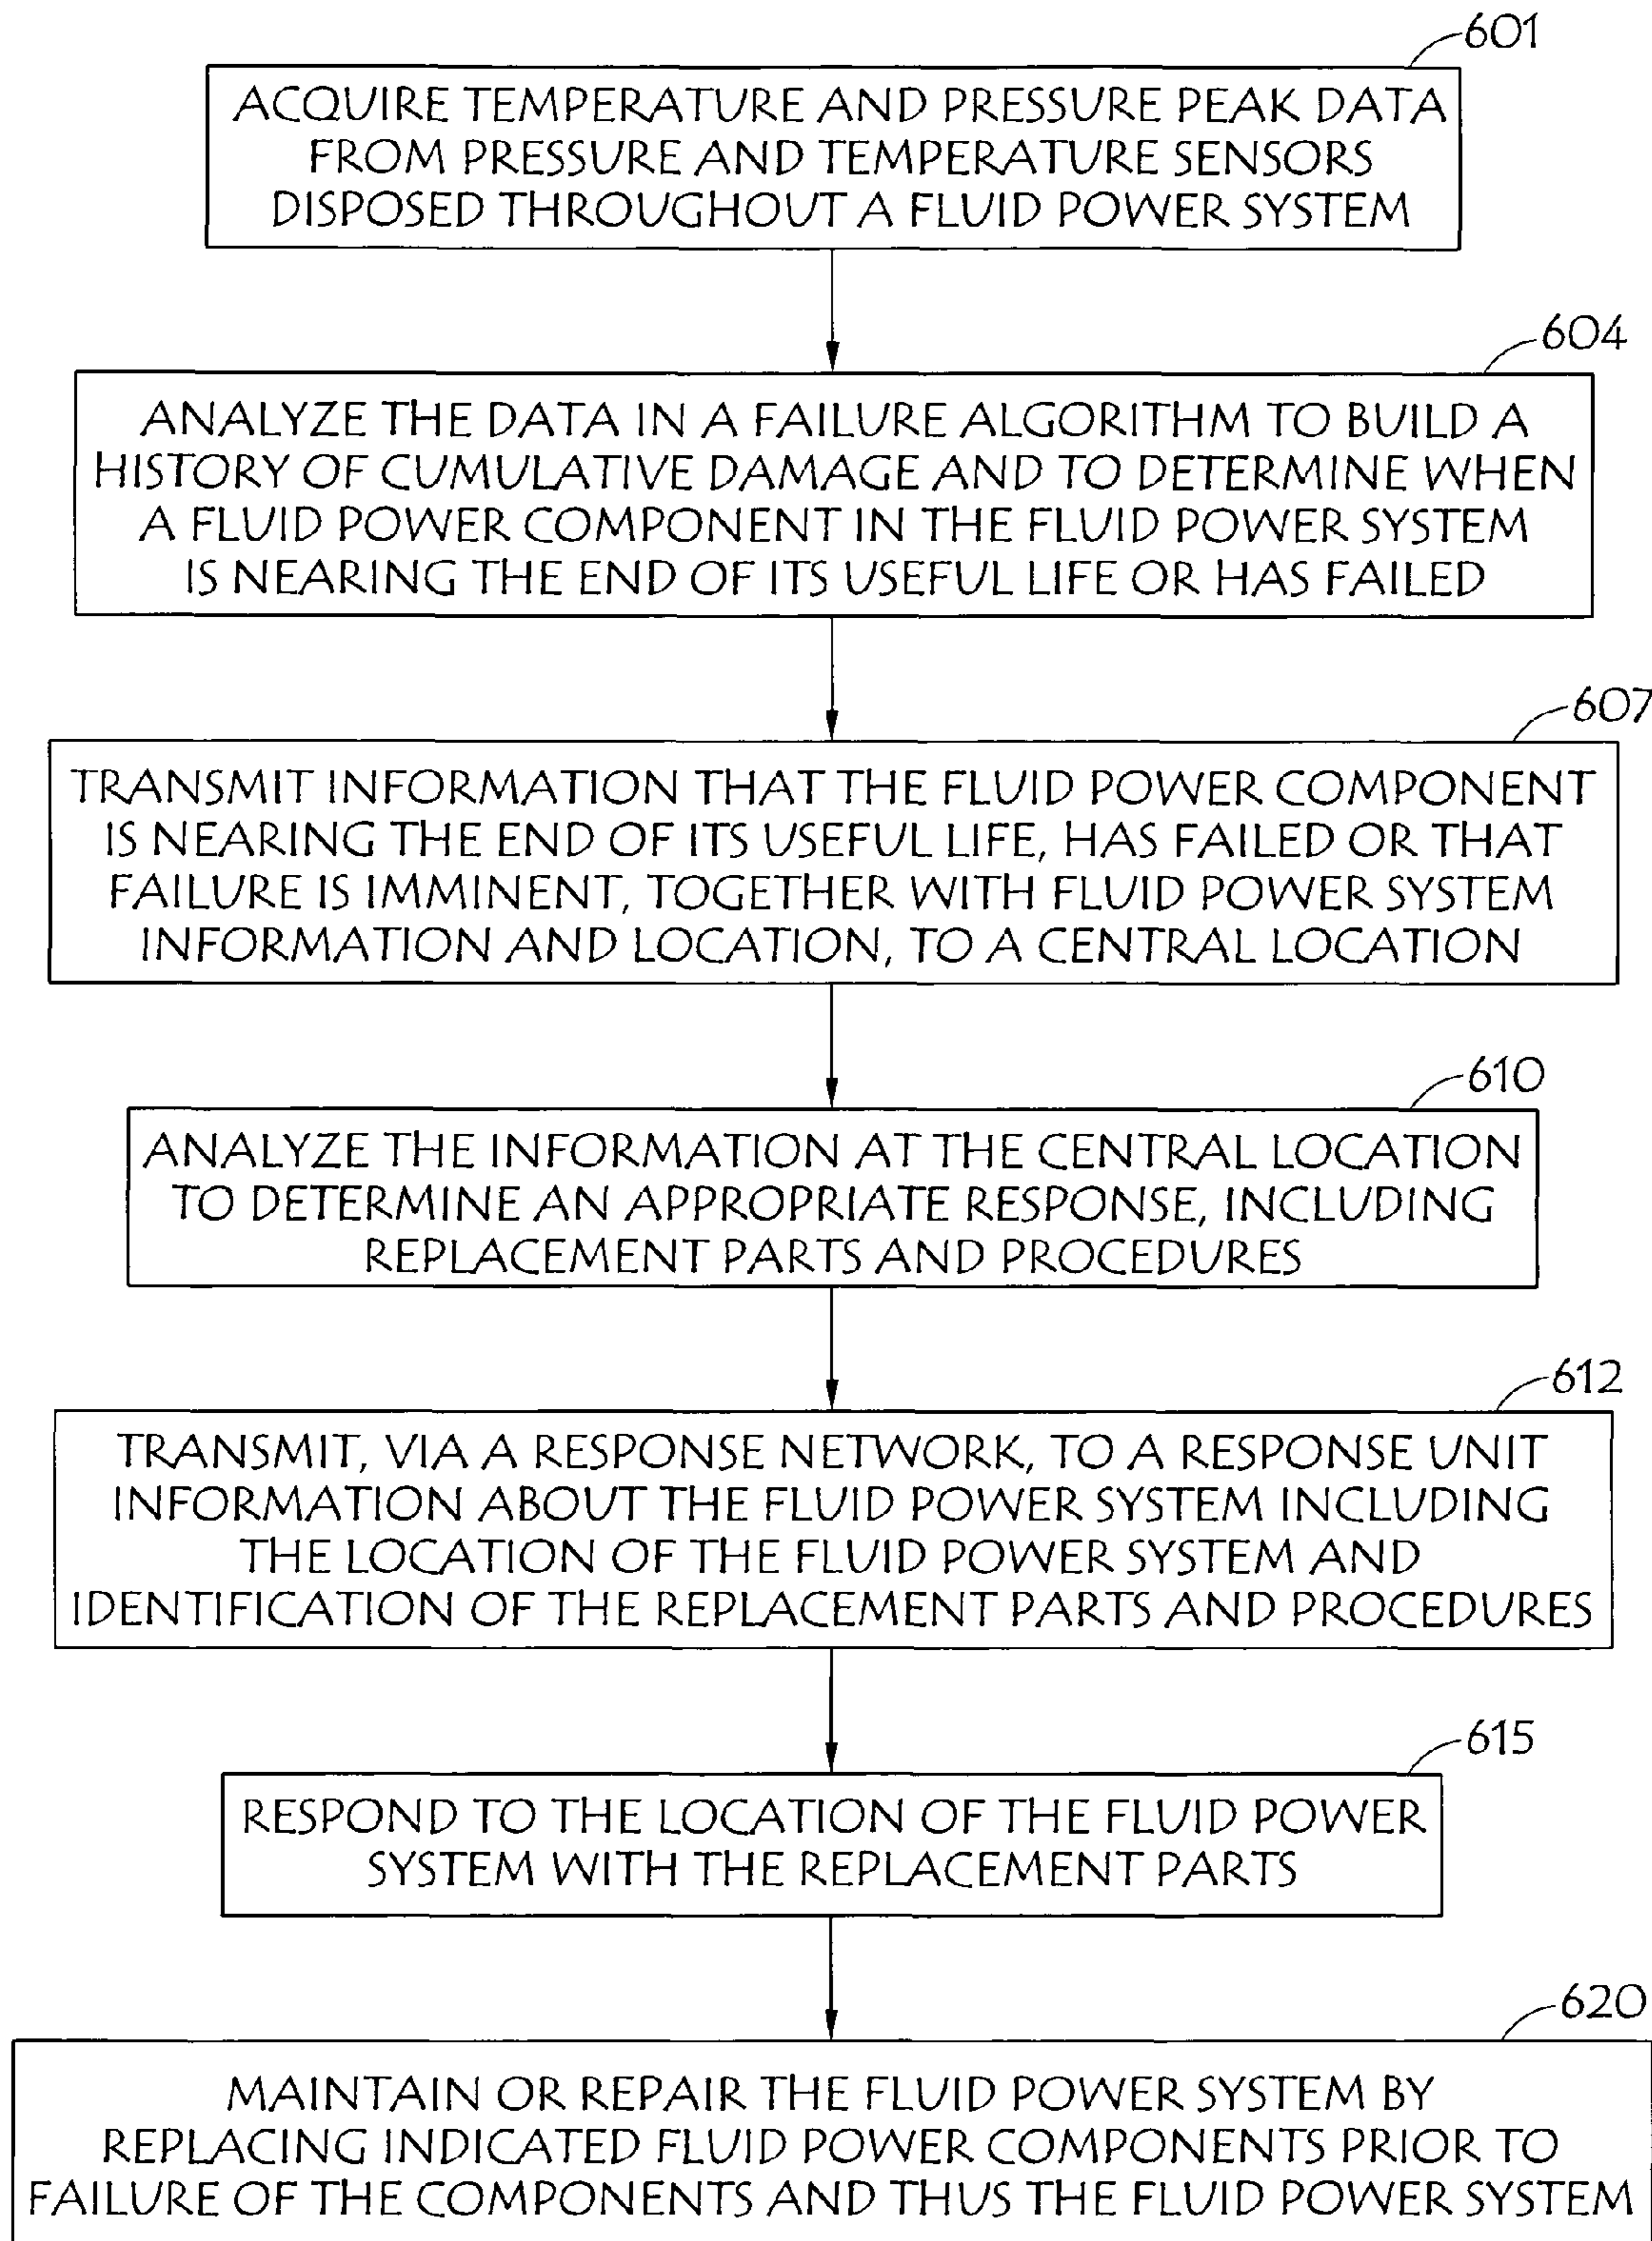 601
ACQUIRE TEMPERATURE AND PRESSURE PEAK DATA
FROM PRESSURE AND TEMPERATURE SENSORS
DISPOSED THROUGHOUT A FLUID POWER SYSTEM
604
ANALYZE THE DATA IN A FAILURE ALGORITHM TO BUILD A
HISTORY OF CUMULATIVE DAMAGE AND TO DETERMINE WHEN
A FLUID POWER COMPONENT IN THE FLUID POWER SYSTEM
IS NEARING THE END OF ITS USEFUL LIFE OR HAS FAILED
607
TRANSMIT INFORMATION THAT THE FLUID POWER COMPONENT
IS NEARING THE END OF ITS USEFUL LIFE, HAS FAILED OR THAT
FAILURE IS IMMINENT, TOGETHER WITH FLUID POWER SYSTEM
INFORMATION AND LOCATION, TO A CENTRAL LOCATION
610
ANALYZE THE INFORMATION AT THE CENTRAL LOCATION
TO DETERMINE AN APPROPRIATE RESPONSE, INCLUDING
REPLACEMENT PARTS AND PROCEDURES
612
TRANSMIT, VIA A RESPONSE NETWORK, TO A RESPONSE UNIT
INFORMATION ABOUT THE FLUID POWER SYSTEM INCLUDING
THE LOCATION OF THE FLUID POWER SYSTEM AND
IDENTIFICATION OF THE REPLACEMENT PARTS AND PROCEDURES
615
RESPOND TO THE LOCATION OF THE FLUID POWER
SYSTEM WITH THE REPLACEMENT PARTS
620
MAINTAIN OR REPAIR THE FLUID POWER SYSTEM BY
REPLACING INDICATED FLUID POWER COMPONENTS PRIOR TO
FAILURE OF THE COMPONENTS AND THUS THE FLUID POWER SYSTEM